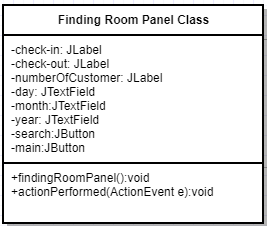 Finding Room Panel Class
-check-in: JLabel
-check-out: JLabel
-numberOfCustomer: JLabel
-day: JTextField
-month:JTextField
-year: JTextField
-search:JButton
-main:JButton
+findingRoomPanel():void
+actionPerformed(ActionEvent e):void